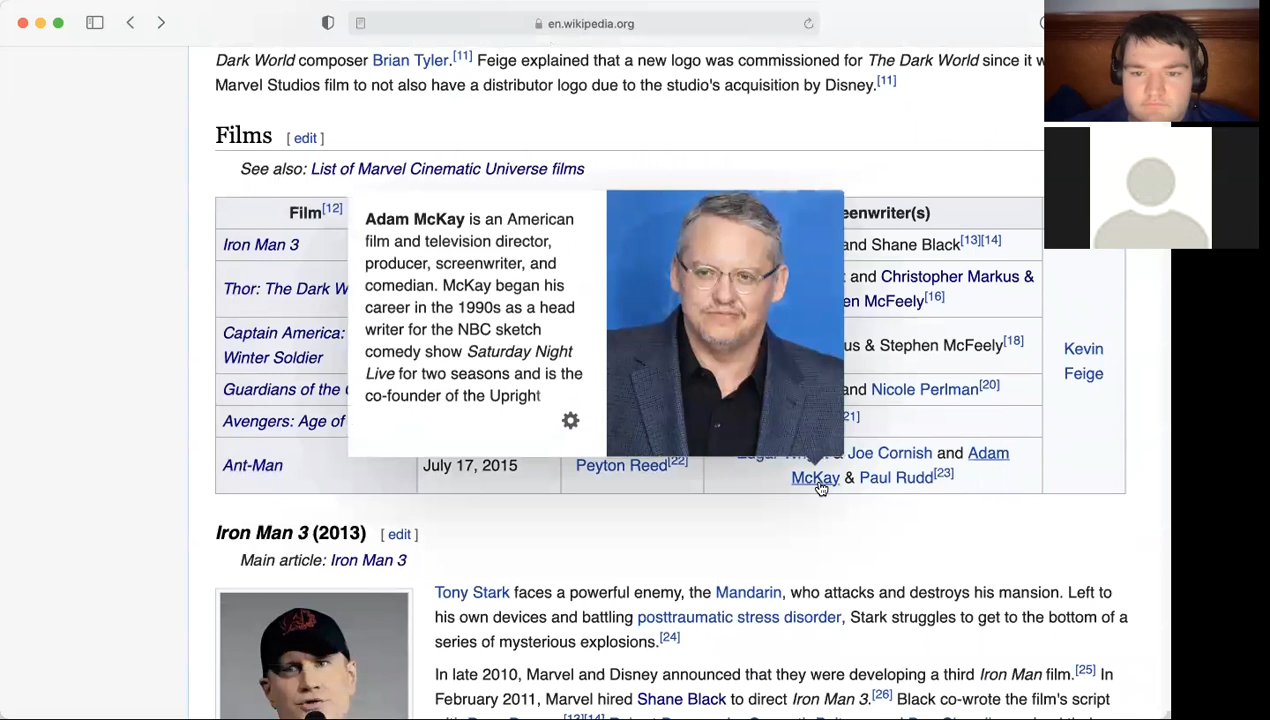 en.wikipedia.org
Dark World composer Brian Tyler.[11] Feige explained that a new logo was commissioned for The Dark World since it
Marvel Studios film to not also have a distributor logo due to the studio's acquisition by Disney.[11]
Films [ edit ]
See also: List of Marvel Cinematic Universe films
Film[12]
eenwriter(s)
Iron Man 3
and Shane Black[13][14]
Thor: The Dark W
t and Christopher Markus &
en McFeely[16]
Captain America:
Winter Soldier
us & Stephen McFeely[18]
Kevin
Feige
Guardians of the
and Nicole Perlman[20]
Avengers: Age of
21]
Ant-Man
July 17, 2015
Peyton Reed[22]
& Joe Cornish and Adam
McKay & Paul Rudd[23]
Adam McKay is an American
film and television director,
producer, screenwriter, and
comedian. McKay began his
career in the 1990s as a head
writer for the NBC sketch
comedy show Saturday Night
Live for two seasons and is the
co-founder of the Upright
Iron Man 3 (2013) [ edit ]
Main article: Iron Man 3
Tony Stark faces a powerful enemy, the Mandarin, who attacks and destroys his mansion. Left to
his own devices and battling posttraumatic stress disorder, Stark struggles to get to the bottom of a
series of mysterious explosions.[24]
In late 2010, Marvel and Disney announced that they were developing a third Iron Man film.[25] In
February 2011, Marvel hired Shane Black to direct Iron Man 3.[26] Black co-wrote the film's script